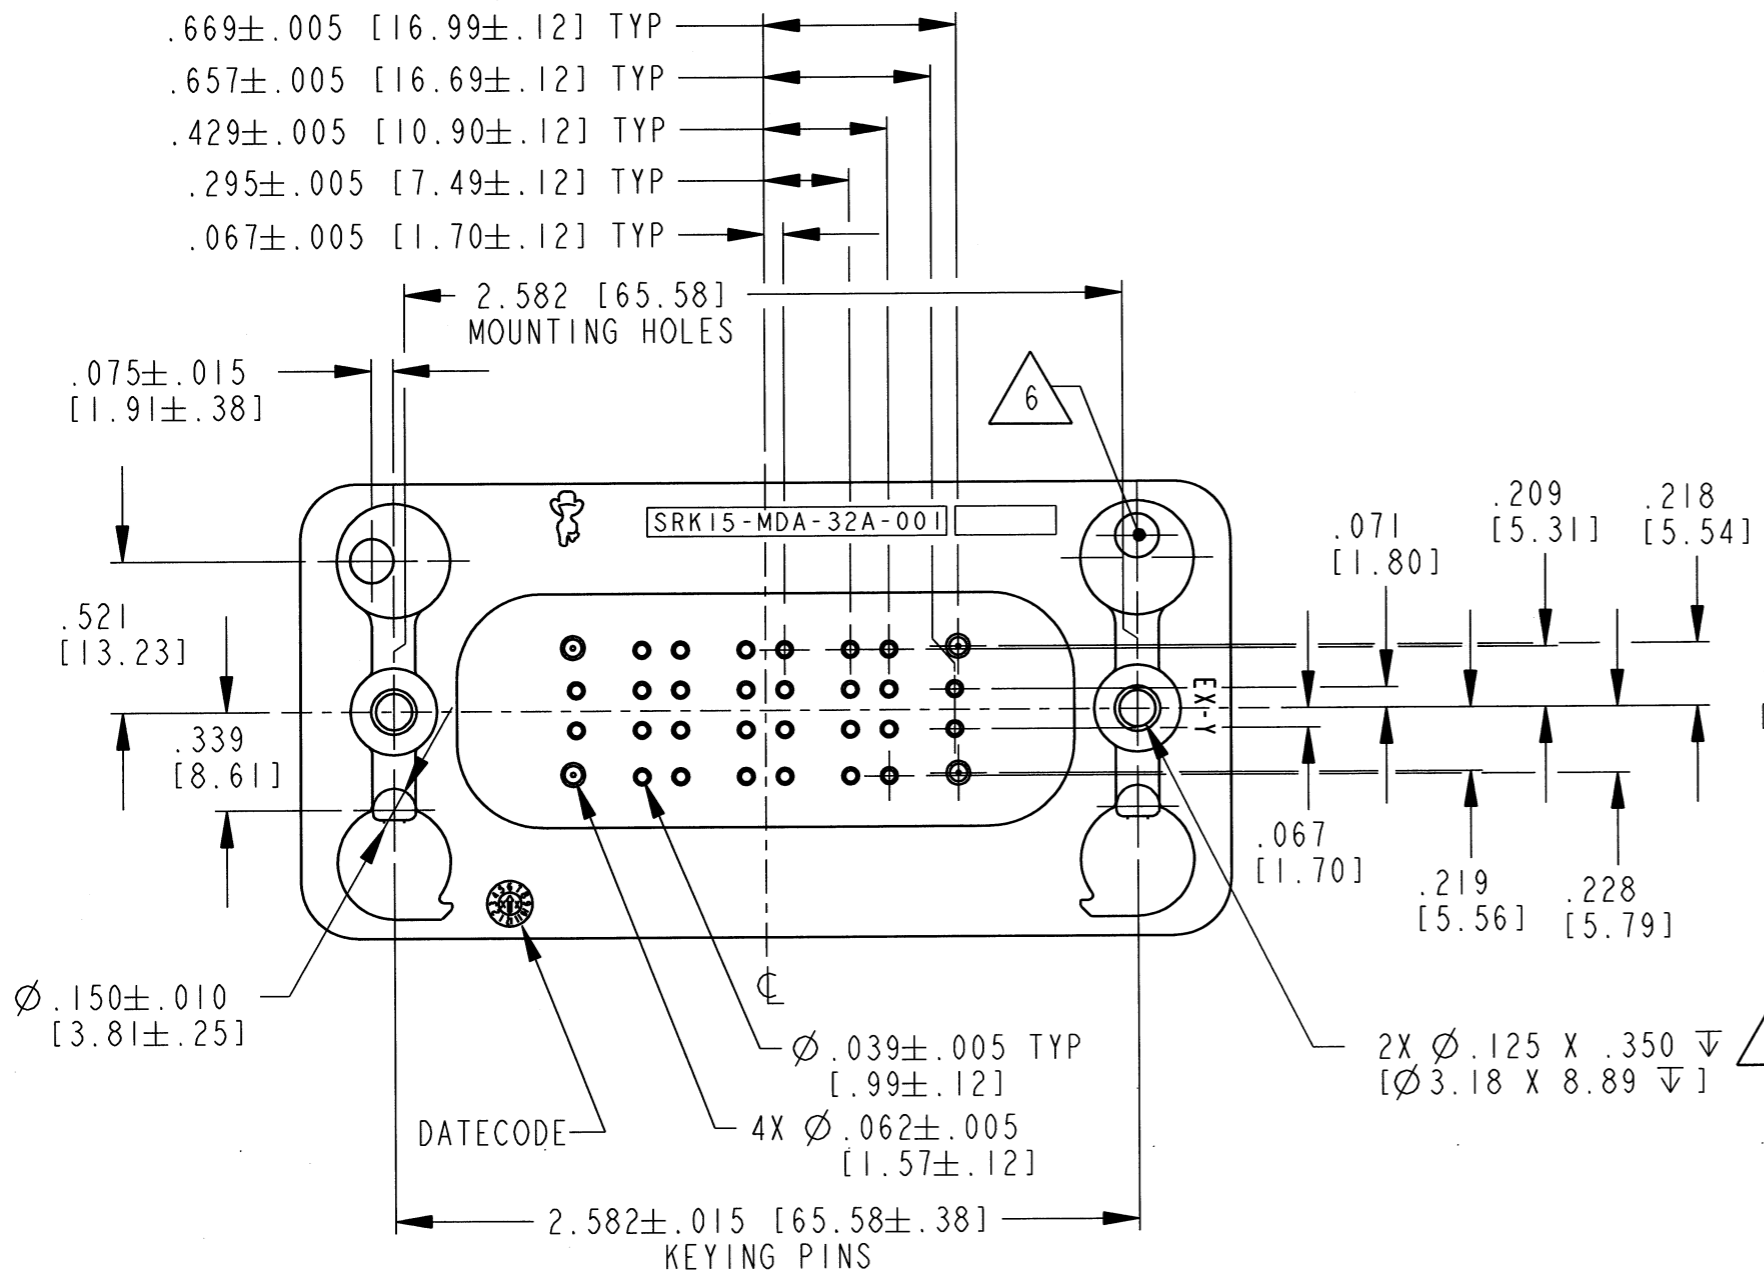 .669±.005 [16.99±.12] TYP
.657±.005 [16.69±.12] TYP
.429±.005 [10.90±.12] TYP
.295±.005 [7.49±.12] TYP
.067±.005 [1.70±.12] TYP
2.582 [65.58]
MOUNTING HOLES
.075±.015
[1.91±.38]
6
SRK15-MDA-32A-001
.209
[5.31]
.218
[5.54]
.071
[1.80]
.521
[13.23]
EX-Y
.339
[8.61]
.067
[1.70]
.219
[5.56]
.228
[5.79]
℄
Ø.150±.010
[3.81±.25]
Ø.039±.005 TYP
[.99±.12]
2X Ø.125 X .350 ↧
[Ø3.18 X 8.89 ↧]
DATECODE
4X Ø.062±.005
[1.57±.12]
2.582±.015 [65.58±.38]
KEYING PINS